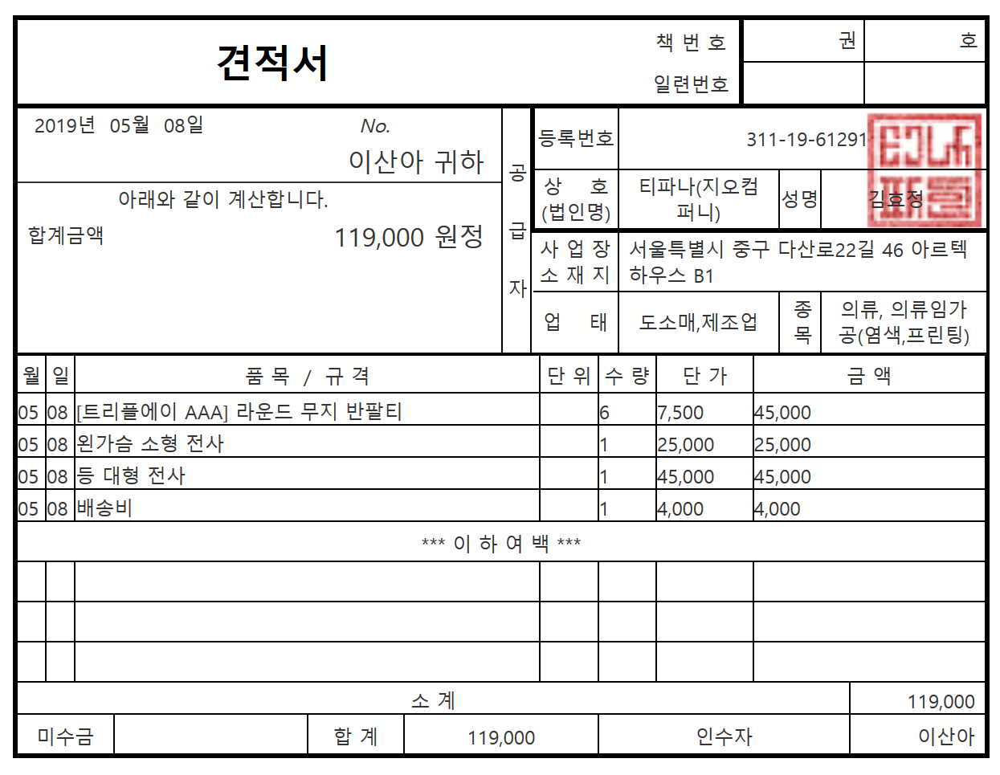 견적서
책 번 호
권
호
일련번호
2019년 05월 08일
No.
이산아 귀하
아래와 같이 계산합니다.
합계금액
119,000 원정
공
급
자
등록번호
311-19-61291
상 호
(법인명)
티파나(지오컴
퍼니)
성명
김효정
사 업 장
소 재 지
서울특별시 중구 다산로22길 46 아르텍
하우스 B1
업 태
도소매,제조업
종
목
의류, 의류임가
공(염색,프린팅)
월 일 품 목 / 규 격 단 위 수 량 단 가 금 액
05 08 [트리플에이 AAA] 라운드 무지 반팔티 6 7,500 45,000
05 08 왼가슴 소형 전사 1 25,000 25,000
05 08 등 대형 전사 1 45,000 45,000
05 08 배송비 1 4,000 4,000
*** 이 하 여 백 ***
소 계 119,000
미수금 합 계 119,000 인수자 이산아